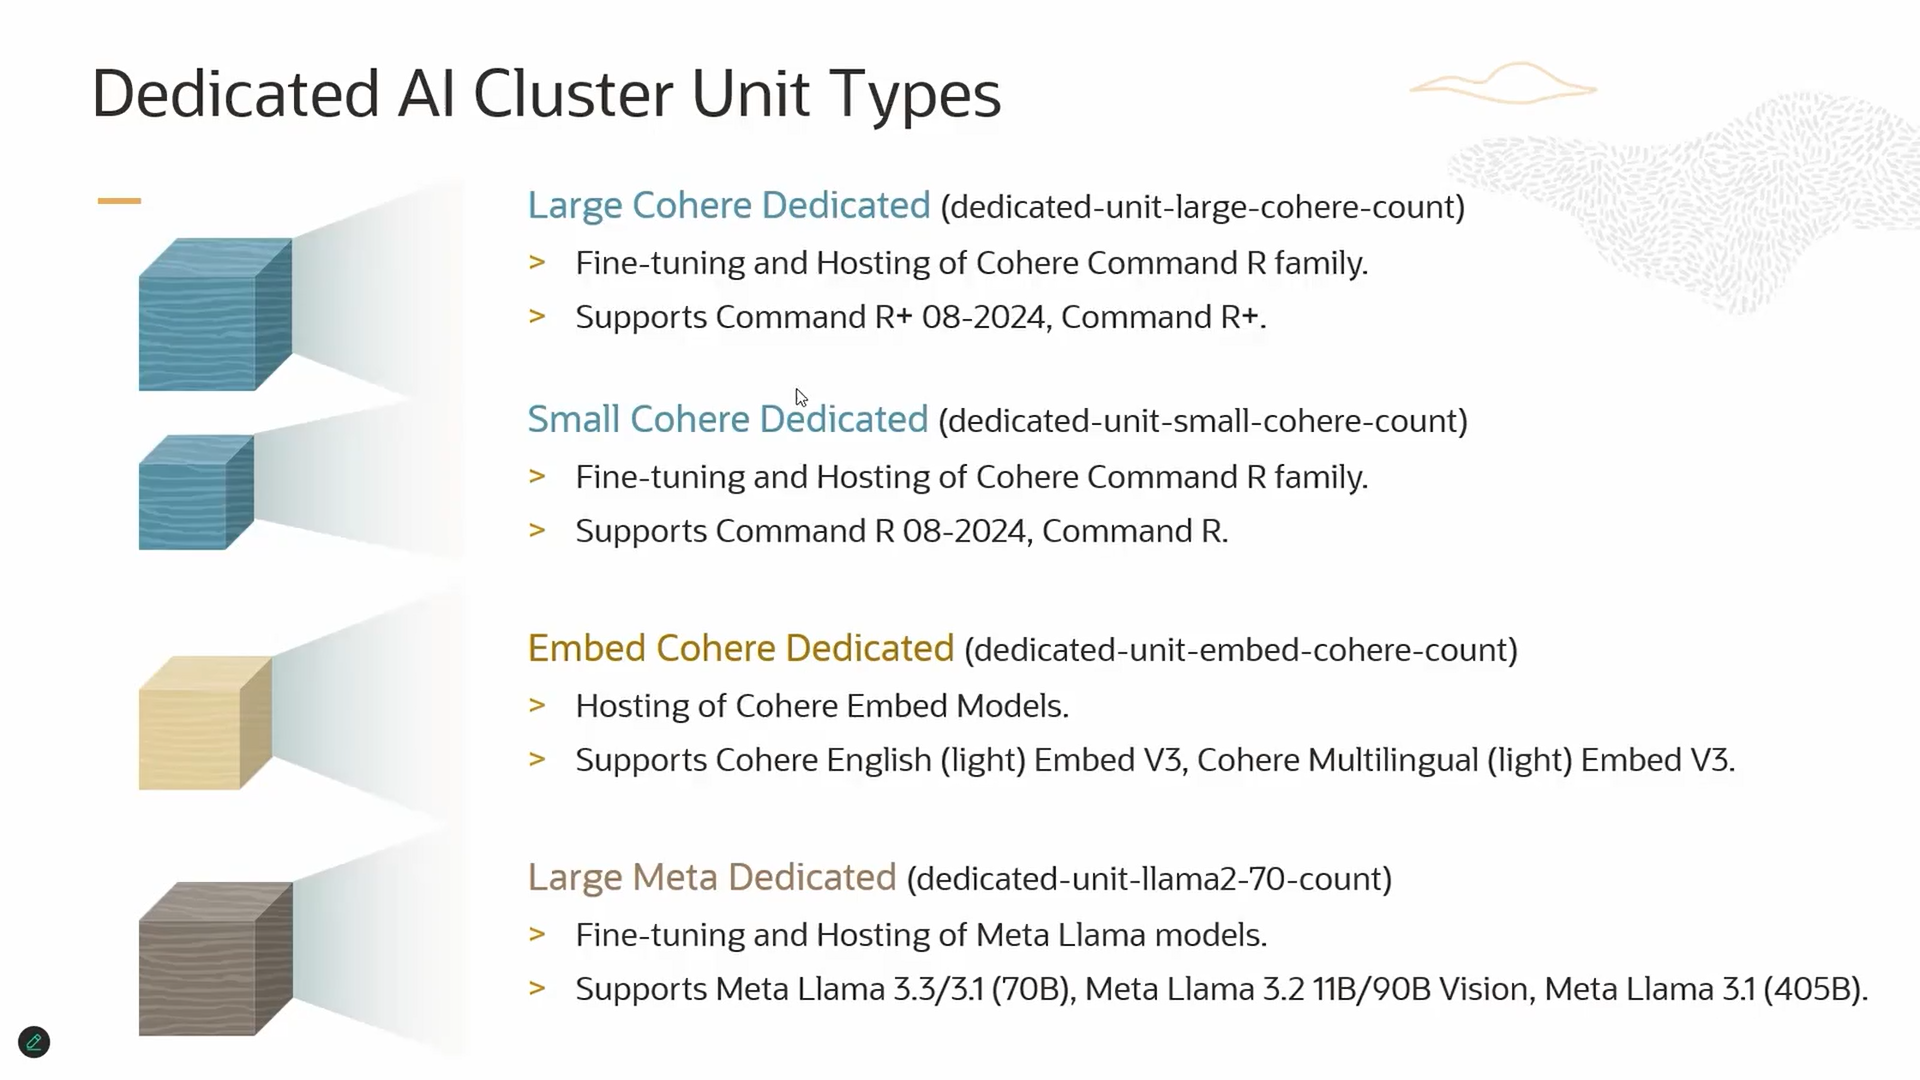 Dedicated AI Cluster Unit Types
Large Cohere Dedicated (dedicated-unit-large-cohere-count)
> Fine-tuning and Hosting of Cohere Command R family.
> Supports Command R+ 08-2024, Command R+.
Small Cohere Dedicated (dedicated-unit-small-cohere-count)
> Fine-tuning and Hosting of Cohere Command R family.
> Supports Command R 08-2024, Command R.
Embed Cohere Dedicated (dedicated-unit-embed-cohere-count)
> Hosting of Cohere Embed Models.
> Supports Cohere English (light) Embed V3, Cohere Multilingual (light) Embed V3.
Large Meta Dedicated (dedicated-unit-llama2-70-count)
> Fine-tuning and Hosting of Meta Llama models.
> Supports Meta Llama 3.3/3.1 (70B), Meta Llama 3.2 11B/90B Vision, Meta Llama 3.1 (405B).